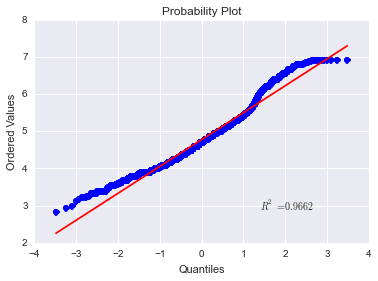 Probability Plot
8
7
6
5
4
3
2
Ordered Values
R² =0.9662
-4 -3 -2 -1 0 1 2 3 4
Quantiles